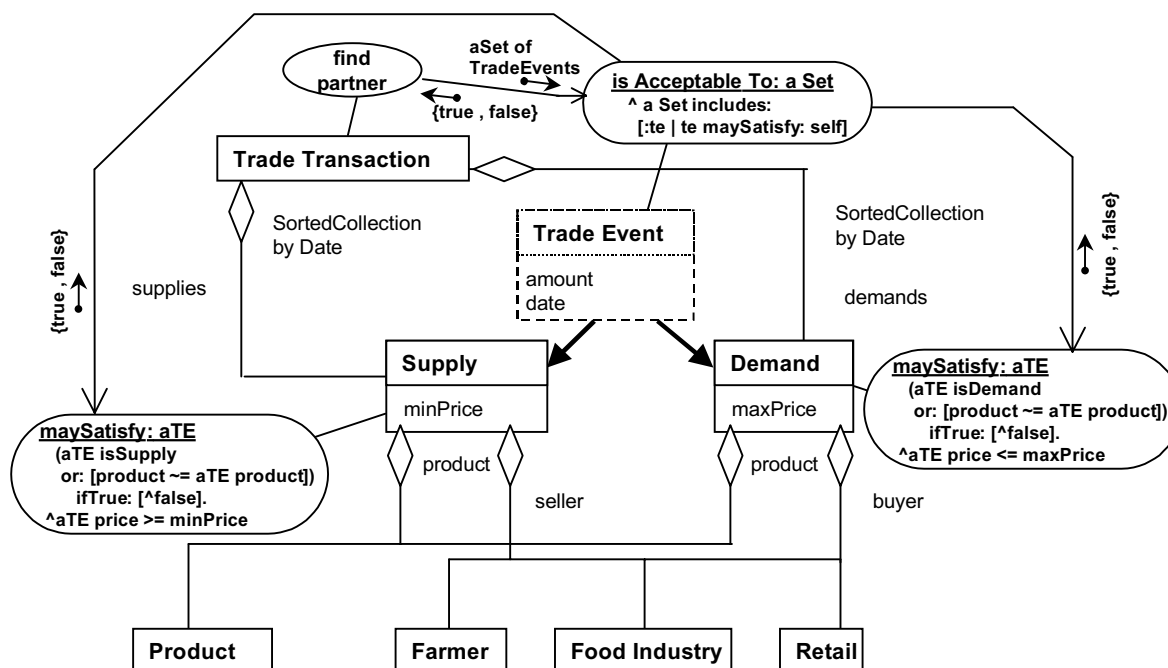 find
partner
aSet of
TradeEvents
{true , false}
is Acceptable To: a Set
^ a Set includes:
[:te | te maySatisfy: self]
Trade Transaction
SortedCollection
by Date
Trade Event
amount
date
SortedCollection
by Date
{true , false}
supplies
demands
{true , false}
Supply
minPrice
Demand
maxPrice
maySatisfy: aTE
(aTE isSupply
or: [product ~= aTE product])
ifTrue: [^false].
^aTE price >= minPrice
maySatisfy: aTE
(aTE isDemand
or: [product ~= aTE product])
ifTrue: [^false].
^aTE price <= maxPrice
product
seller
product
buyer
Product
Farmer
Food Industry
Retail